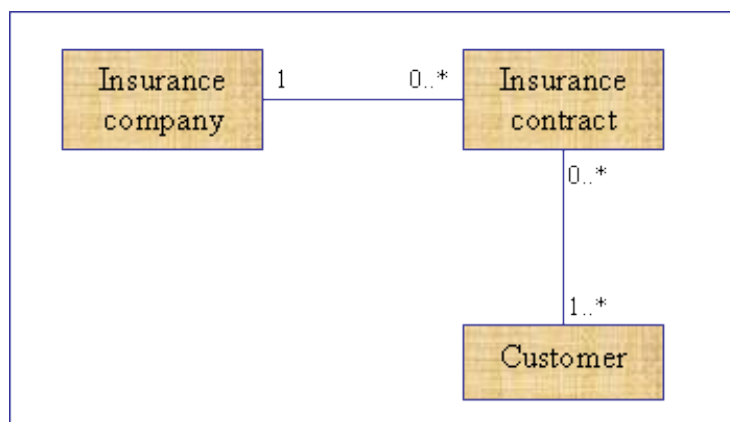 Insurance
company
1
0..*
Insurance
contract
0..*
1..*
Customer